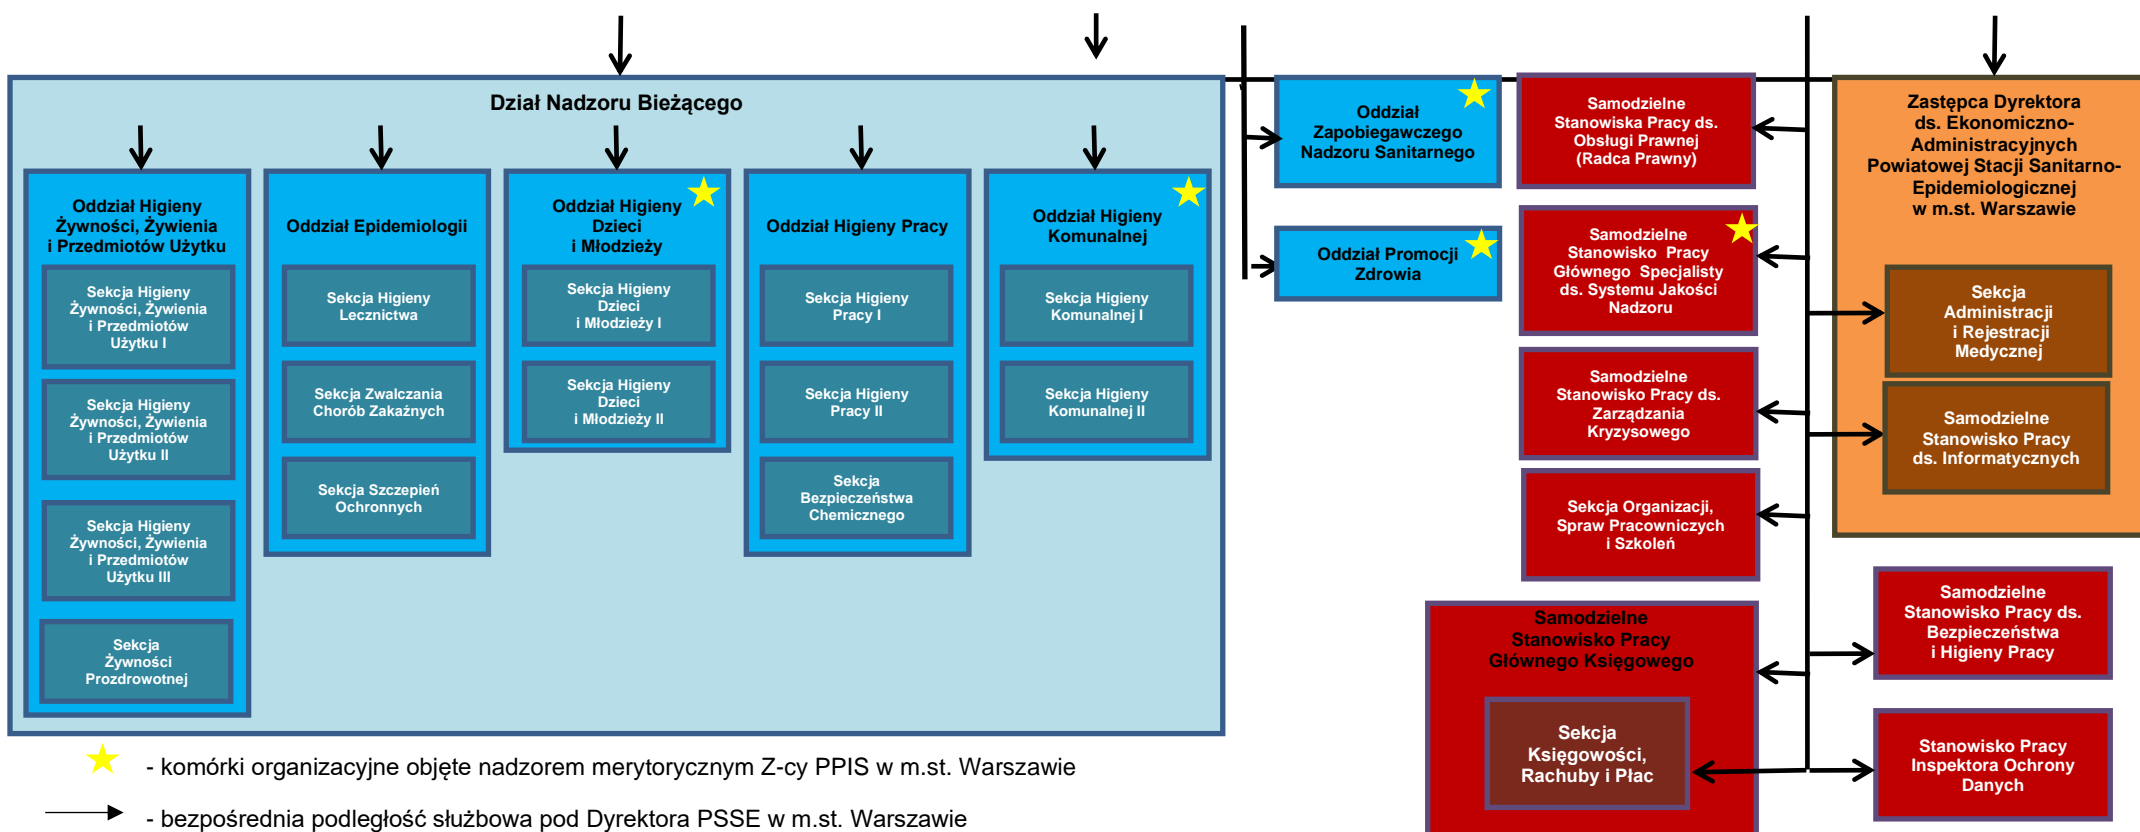 Dział Nadzoru Bieżącego
Oddział Higieny
Żywności, Żywienia
i Przedmiotów Użytku
Sekcja Higieny
Żywności, Żywienia
i Przedmiotów
Użytku I
Sekcja Higieny
Żywności, Żywienia
i Przedmiotów
Użytku II
Sekcja Higieny
Żywności, Żywienia
i Przedmiotów
Użytku III
Sekcja
Żywności
Prozdrowotnej
Oddział Epidemiologii
Sekcja Higieny
Lecznictwa
Sekcja Zwalczania
Chorób Zakaźnych
Sekcja Szczepień
Ochronnych
Oddział Higieny
Dzieci
i Młodzieży
Sekcja Higieny
Dzieci
i Młodzieży I
Sekcja Higieny
Dzieci
i Młodzieży II
Oddział Higieny Pracy
Sekcja Higieny
Pracy I
Sekcja Higieny
Pracy II
Sekcja
Bezpieczeństwa
Chemicznego
Oddział Higieny
Komunalnej
Sekcja Higieny
Komunalnej I
Sekcja Higieny
Komunalnej II
Oddział
Zapobiegawczego
Nadzoru Sanitarnego
Oddział Promocji
Zdrowia
Samodzielne
Stanowiska Pracy ds.
Obsługi Prawnej
(Radca Prawny)
Samodzielne
Stanowisko Pracy
Głównego Specjalisty
ds. Systemu Jakości
Nadzoru
Samodzielne
Stanowisko Pracy ds.
Zarządzania
Kryzysowego
Sekcja Organizacji,
Spraw Pracowniczych
i Szkoleń
Samodzielne
Stanowisko Pracy
Głównego Księgowego
Sekcja
Księgowości,
Rachuby i Płac
Zastępca Dyrektora
ds. Ekonomiczno-
Administracyjnych
Powiatowej Stacji Sanitarno-
Epidemiologicznej
w m.st. Warszawie
Sekcja
Administracji
i Rejestracji
Medycznej
Samodzielne
Stanowisko Pracy
ds. Informatycznych
Samodzielne
Stanowisko Pracy ds.
Bezpieczeństwa
i Higieny Pracy
Stanowisko Pracy
Inspektora Ochrony
Danych
- komórki organizacyjne objęte nadzorem merytorycznym Z-cy PPIS w m.st. Warszawie
- bezpośrednia podległość służbowa pod Dyrektora PSSE w m.st. Warszawie